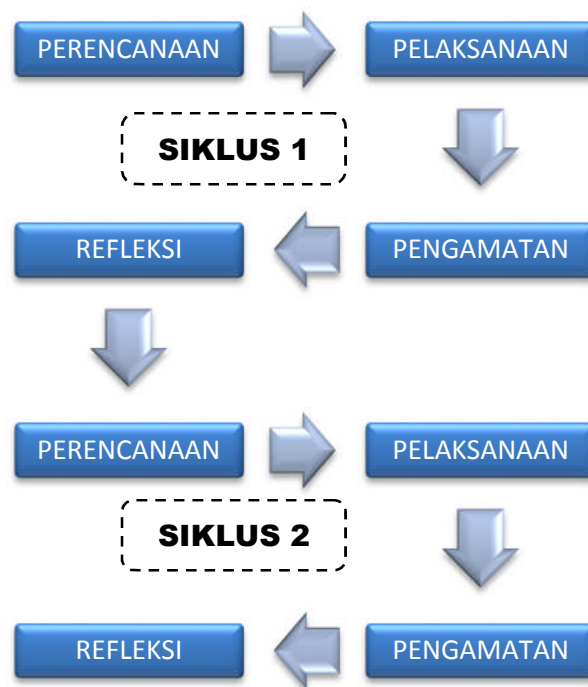 PERENCANAAN
PELAKSANAAN
SIKLUS 1
REFLEKSI
PENGAMATAN
PERENCANAAN
PELAKSANAAN
SIKLUS 2
REFLEKSI
PENGAMATAN